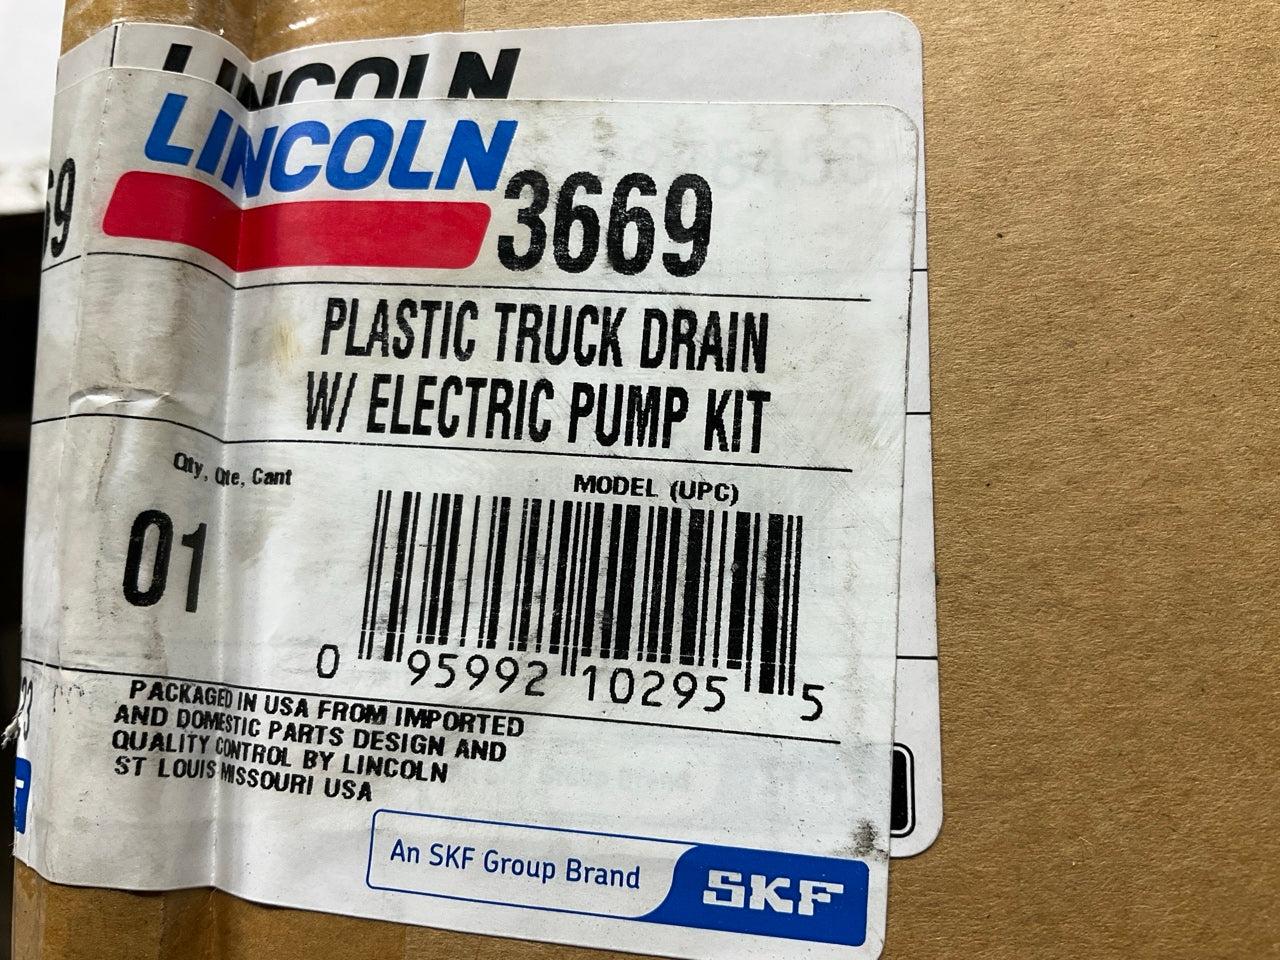 LINCOLN
LINCOLN
3669
69
PLASTIC TRUCK DRAIN
W/ ELECTRIC PUMP KIT
Qty, Qte, Cant
MODEL (UPC)
01
0 95992 10295 5
PACKAGED IN USA FROM IMPORTED
AND DOMESTIC PARTS DESIGN AND
QUALITY CONTROL BY LINCOLN
ST LOUIS MISSOURI USA
An SKF Group Brand
SKF